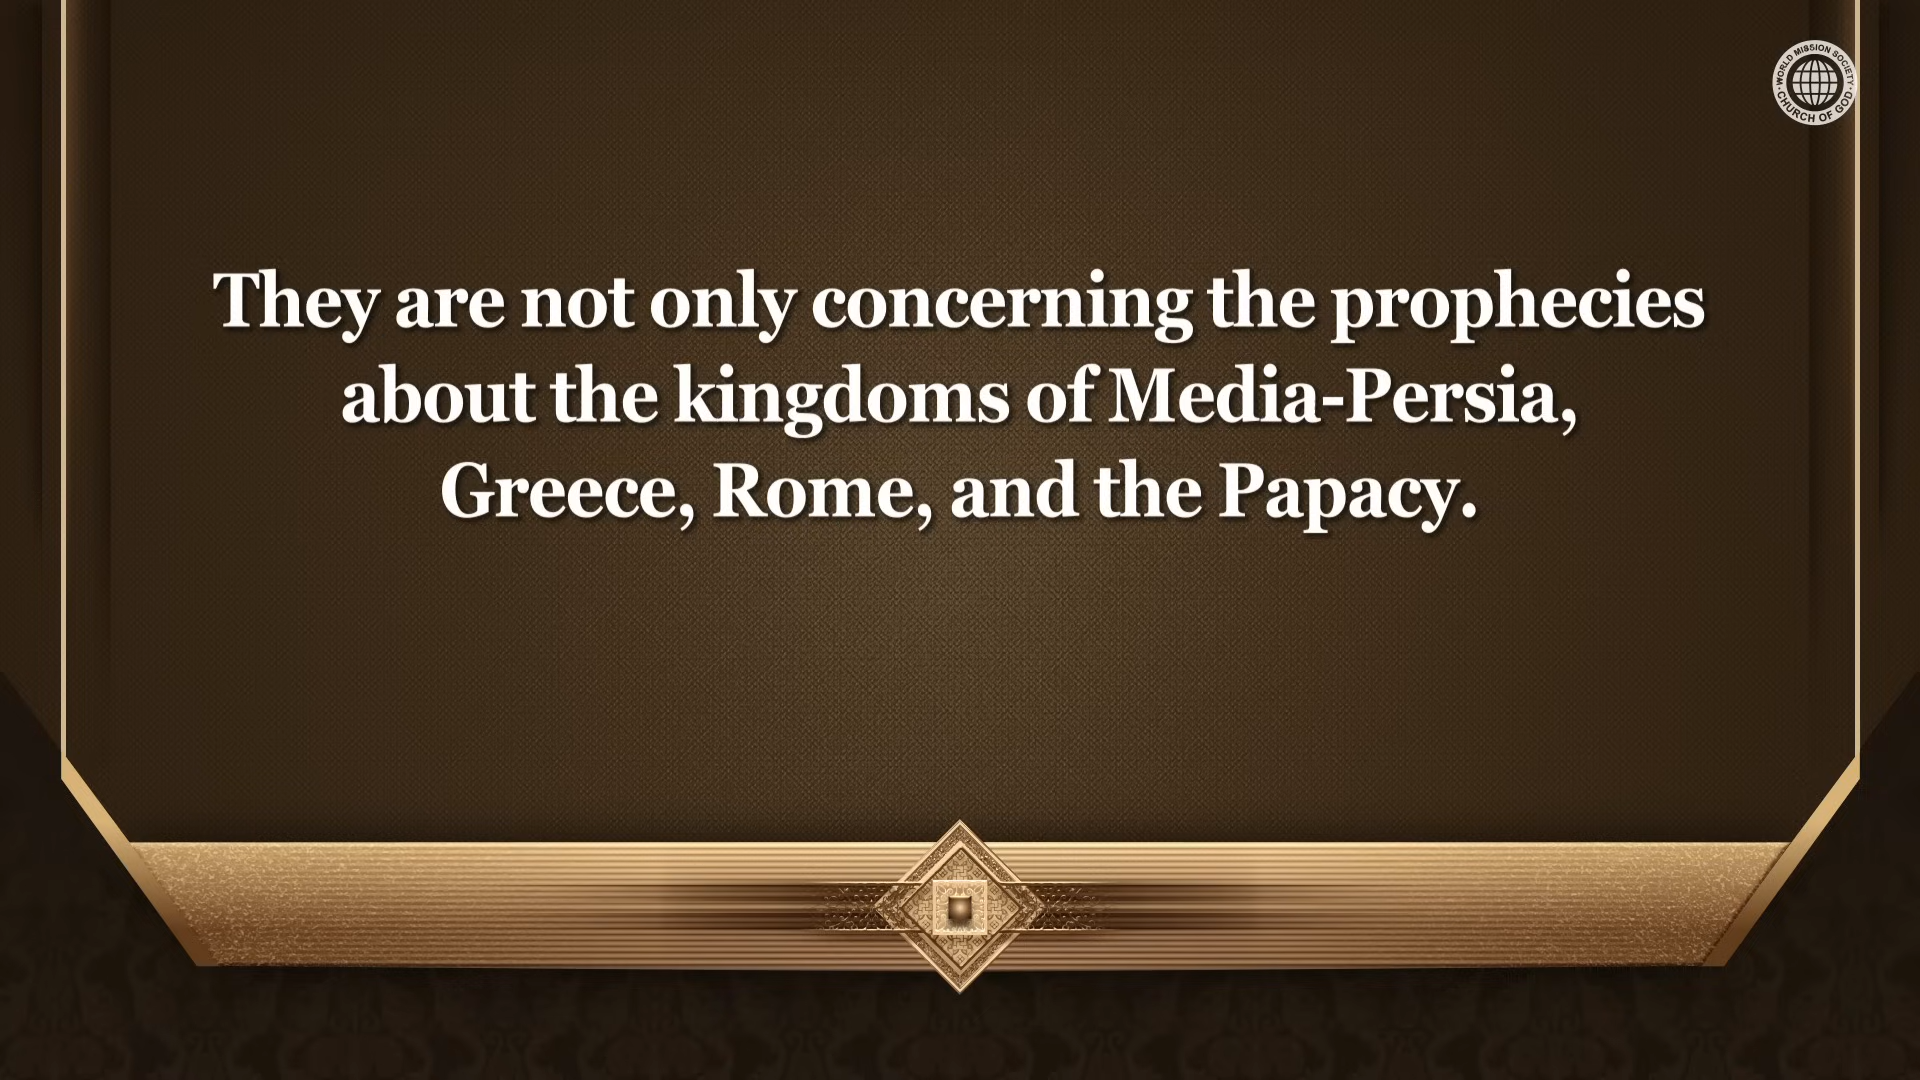 WORLD MISSION SOCIETY
CHURCH OF GOD
They are not only concerning the prophecies
about the kingdoms of Media-Persia,
Greece, Rome, and the Papacy.